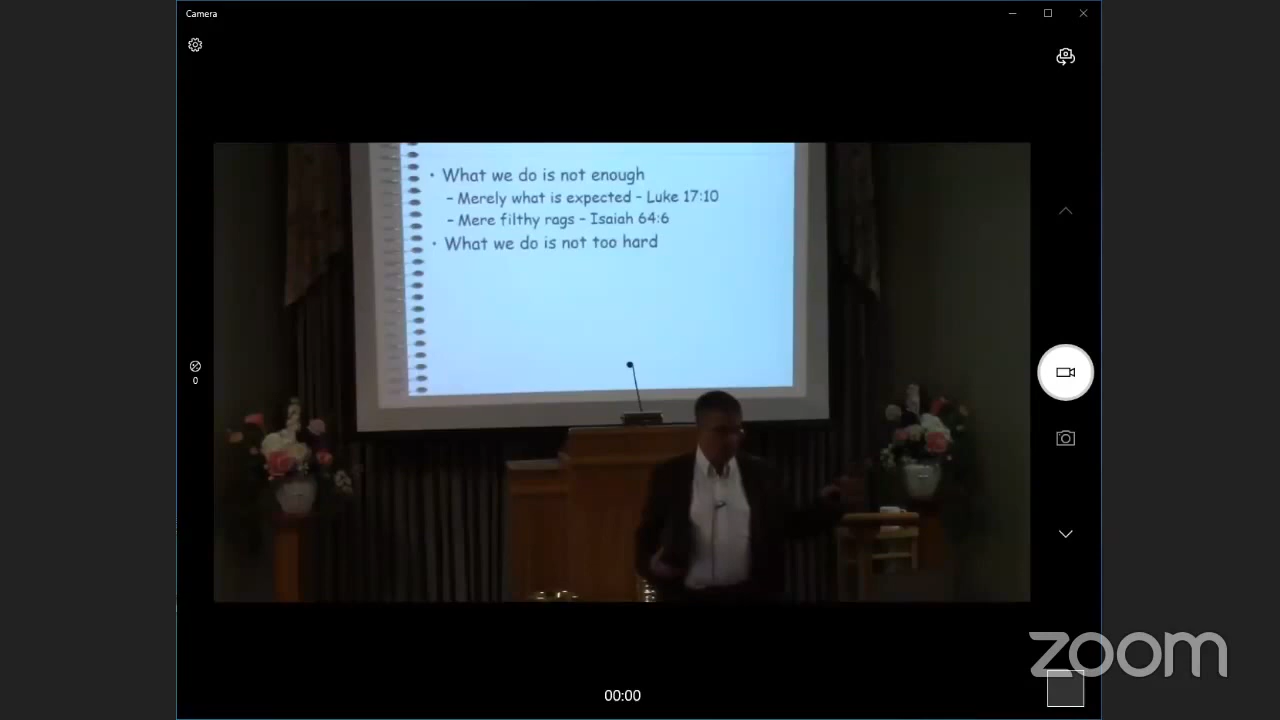 Camera
• What we do is not enough
– Merely what is expected – Luke 17:10
– Mere filthy rags – Isaiah 64:6
• What we do is not too hard
0
zoom
00:00